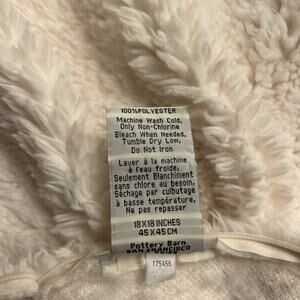 100% POLYESTER
Machine Wash Cold,
Only Non-Chlorine
Bleach When Needed,
Tumble Dry Low,
Do Not Iron
Laver à la machine
à l'eau froide.
Seulement Blanchiment
sans chlore au besoin,
Séchage par culbutage
à basse température,
Ne pas repasser
18X18 INCHES
45X45CM
Pottery Barn
SAN FRANCISCO
175455